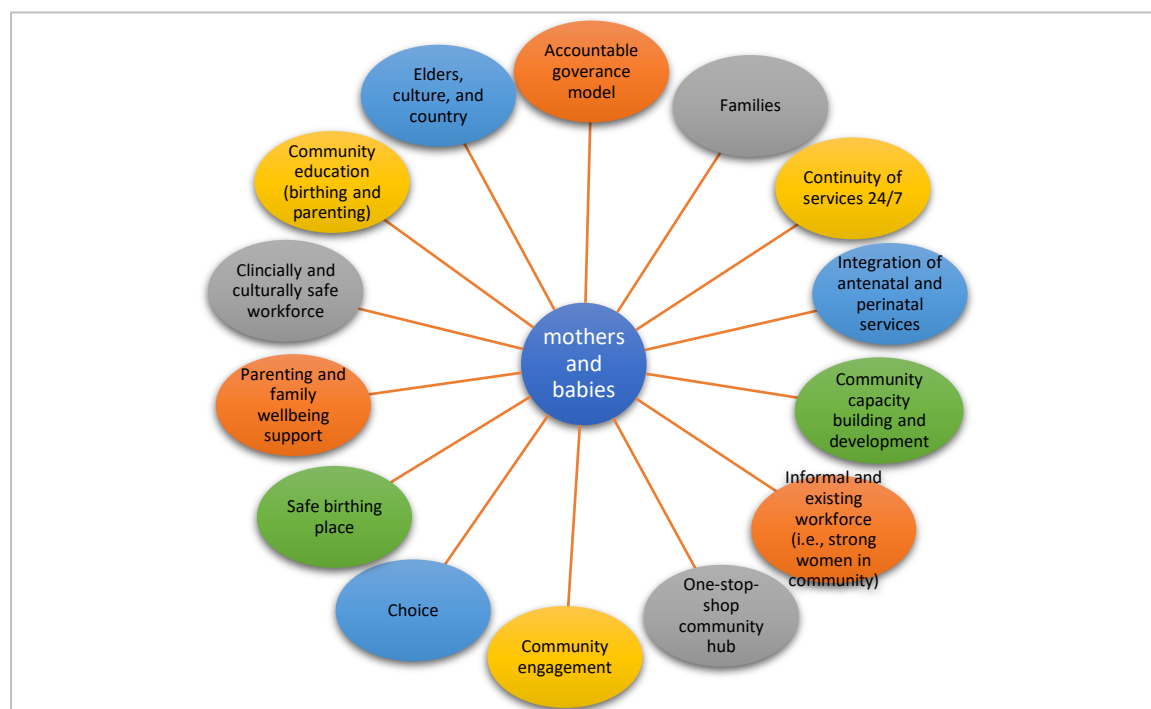 Accountable
goverance
model
Families
Continuity of
services 24/7
Integration of
antenatal and
perinatal
services
Community
capacity
building and
development
Informal and
existing
workforce
(i.e., strong
women in
community)
One-stop-
shop
community
hub
Community
engagement
Choice
Safe birthing
place
Parenting and
family
wellbeing
support
Clincially and
culturally safe
workforce
Community
education
(birthing and
parenting)
Elders,
culture, and
country
mothers
and
babies